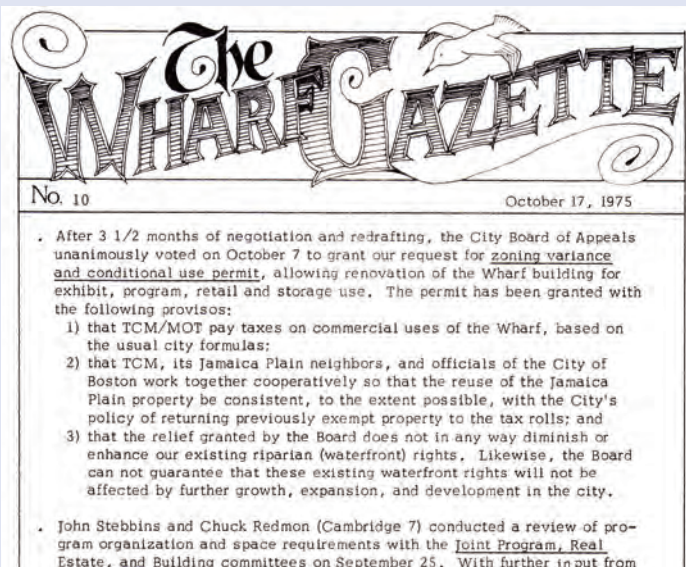 The
WHARF GAZETTE
No. 10 October 17, 1975
. After 3 1/2 months of negotiation and redrafting, the City Board of Appeals
unanimously voted on October 7 to grant our request for zoning variance
and conditional use permit, allowing renovation of the Wharf building for
exhibit, program, retail and storage use. The permit has been granted with
the following provisos:
1) that TCM/MOT pay taxes on commercial uses of the Wharf, based on
the usual city formulas;
2) that TCM, its Jamaica Plain neighbors, and officials of the City of
Boston work together cooperatively so that the reuse of the Jamaica
Plain property be consistent, to the extent possible, with the City's
policy of returning previously exempt property to the tax rolls; and
3) that the relief granted by the Board does not in any way diminish or
enhance our existing riparian (waterfront) rights. Likewise, the Board
can not guarantee that these existing waterfront rights will not be
affected by further growth, expansion, and development in the city.
. John Stebbins and Chuck Redmon (Cambridge 7) conducted a review of pro-
gram organization and space requirements with the Joint Program, Real
Estate, and Building committees on September 25. With further input from